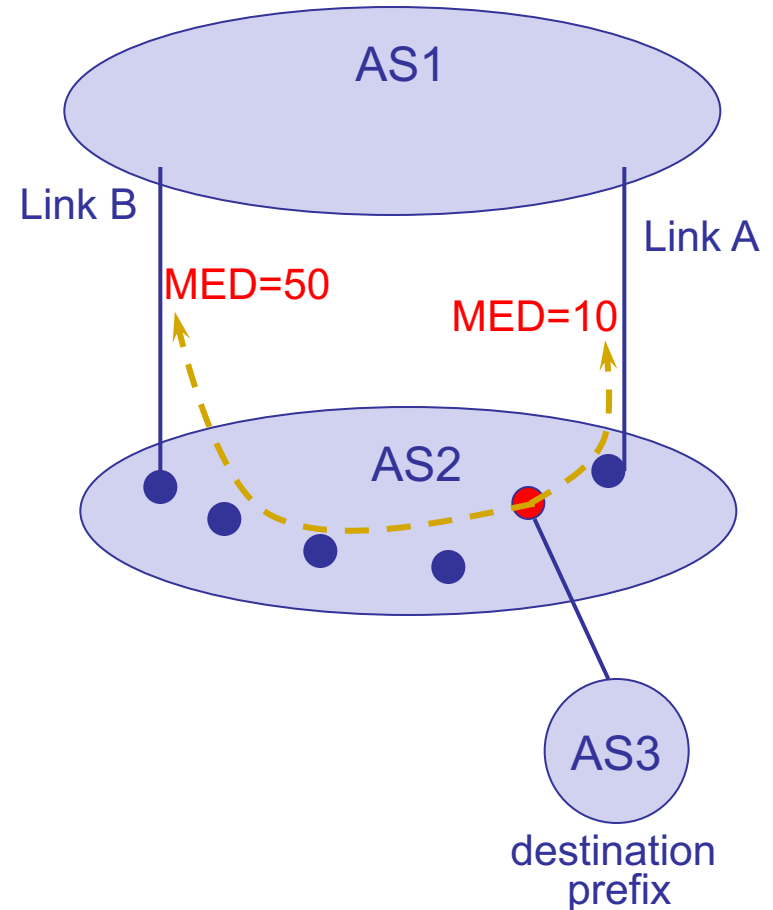 AS1
Link B
Link A
MED=50
MED=10
AS2
AS3
destination
prefix